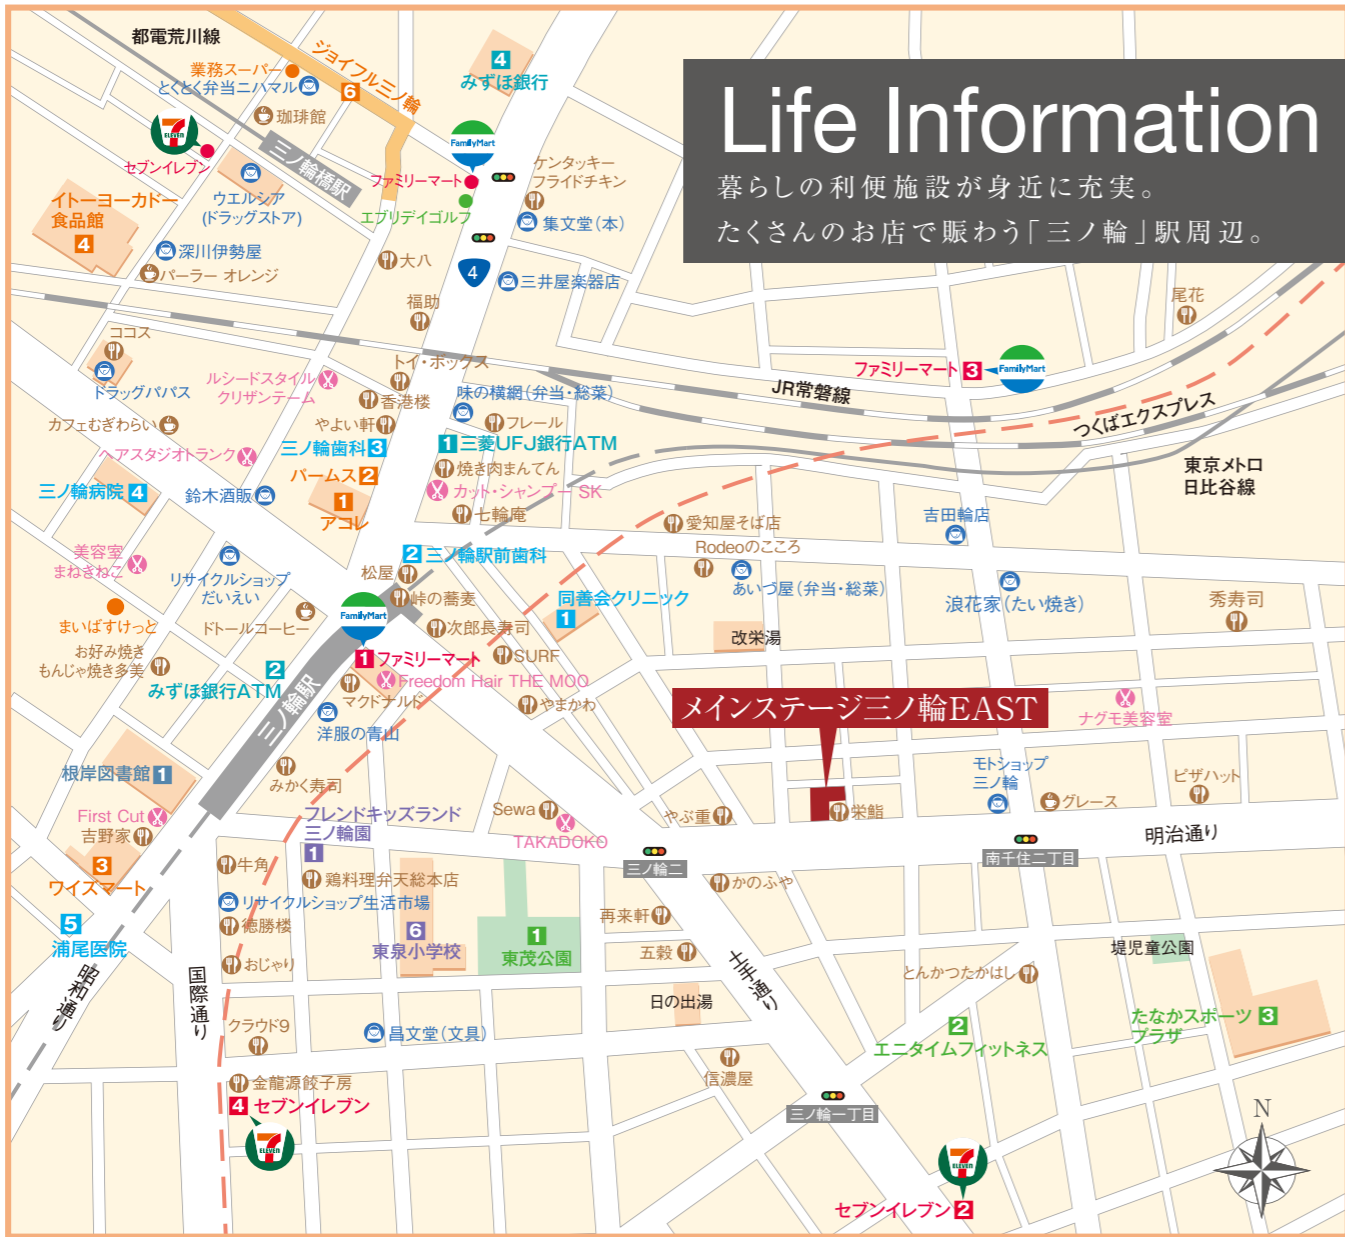 Life Information
暮らしの利便施設が身近に充実。
たくさんのお店で賑わう「三ノ輪」駅周辺。
都電荒川線
ジョイフル三ノ輪
6
業務スーパー
とくとく弁当ニハマル
珈琲館
4
みずほ銀行
7
ELEVEN
セブンイレブン
三ノ輪橋駅
FamilyMart
ファミリーマート
エブリデイゴルフ
ケンタッキー
フライドチキン
集文堂(本)
イトーヨーカドー
食品館
4
ウエルシア
(ドラッグストア)
深川伊勢屋
パーラー オレンジ
大八
4
三井屋楽器店
福助
尾花
ココス
ドラッグパパス
ルシードスタイル
クリザンテーム
トイ・ボックス
香港楼
味の横綱(弁当・総菜)
ファミリーマート 3
FamilyMart
JR常磐線
つくばエクスプレス
東京メトロ
日比谷線
カフェむぎわらい
やよい軒
フレール
三ノ輪歯科 3
1 三菱UFJ銀行ATM
ヘアスタジオトランク
パームス 2
焼き肉まんてん
三ノ輪病院 4
鈴木酒販
1
アコレ
カット・シャンプー SK
七輪庵
愛知屋そば店
吉田輪店
美容室
まねきねこ
リサイクルショップ
だいえい
2 三ノ輪駅前歯科
松屋
Rodeoのこころ
あいづ屋(弁当・総菜)
浪花家(たい焼き)
秀寿司
まいばすけっと
ドトールコーヒー
FamilyMart
峠の蕎麦
同善会クリニック
1
次郎長寿司
改栄湯
お好み焼き
もんじゃ焼き多美
2
みずほ銀行ATM
1 ファミリーマート
SURF
Freedom Hair THE MOO
マクドナルド
やまかわ
三ノ輪駅
洋服の青山
メインステージ三ノ輪EAST
ナグモ美容室
根岸図書館 1
みかく寿司
モトショップ
三ノ輪
ピザハット
First Cut
吉野家
フレンドキッズランド
三ノ輪園
1
Sewa
TAKADOKO
やぶ重
栄鮨
グレース
明治通り
3
ワイズマート
牛角
鶏料理弁天総本店
三ノ輪二
南千住二丁目
かのふや
リサイクルショップ生活市場
5
浦尾医院
徳勝楼
6
東泉小学校
1
東茂公園
再来軒
五穀
土手通り
堤児童公園
昭和通り
国際通り
おじゃり
とんかつたかはし
日の出湯
クラウド9
昌文堂(文具)
2
エニタイムフィットネス
たなかスポーツ
プラザ
3
信濃屋
金龍源餃子房
4 セブンイレブン
三ノ輪一丁目
N
7
ELEVEN
7
ELEVEN
セブンイレブン 2